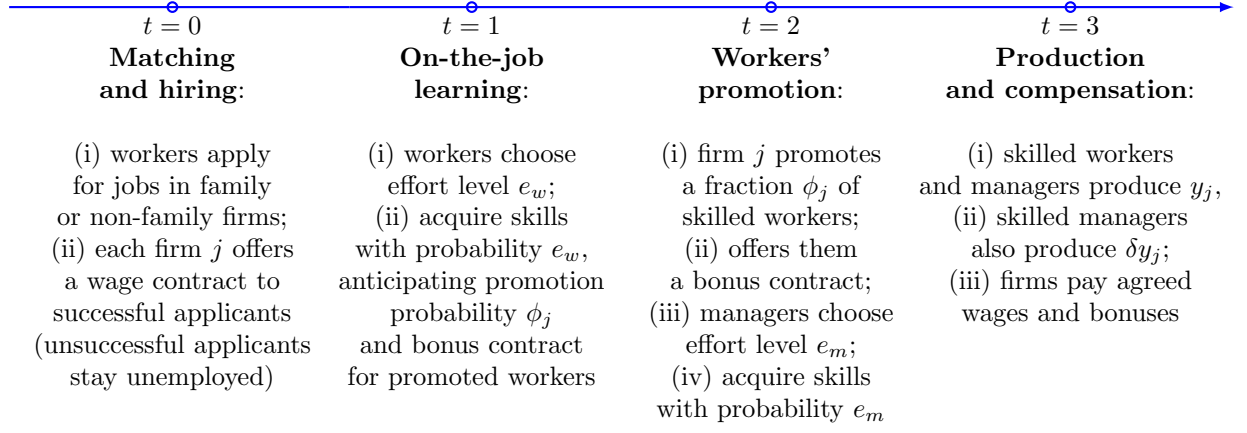 t = 0
Matching
and hiring:
(i) workers apply
for jobs in family
or non-family firms;
(ii) each firm j offers
a wage contract to
successful applicants
(unsuccessful applicants
stay unemployed)
t = 1
On-the-job
learning:
(i) workers choose
effort level e_w;
(ii) acquire skills
with probability e_w,
anticipating promotion
probability ϕ_j
and bonus contract
for promoted workers
t = 2
Workers'
promotion:
(i) firm j promotes
a fraction ϕ_j of
skilled workers;
(ii) offers them
a bonus contract;
(iii) managers choose
effort level e_m;
(iv) acquire skills
with probability e_m
t = 3
Production
and compensation:
(i) skilled workers
and managers produce y_j,
(ii) skilled managers
also produce δy_j;
(iii) firms pay agreed
wages and bonuses